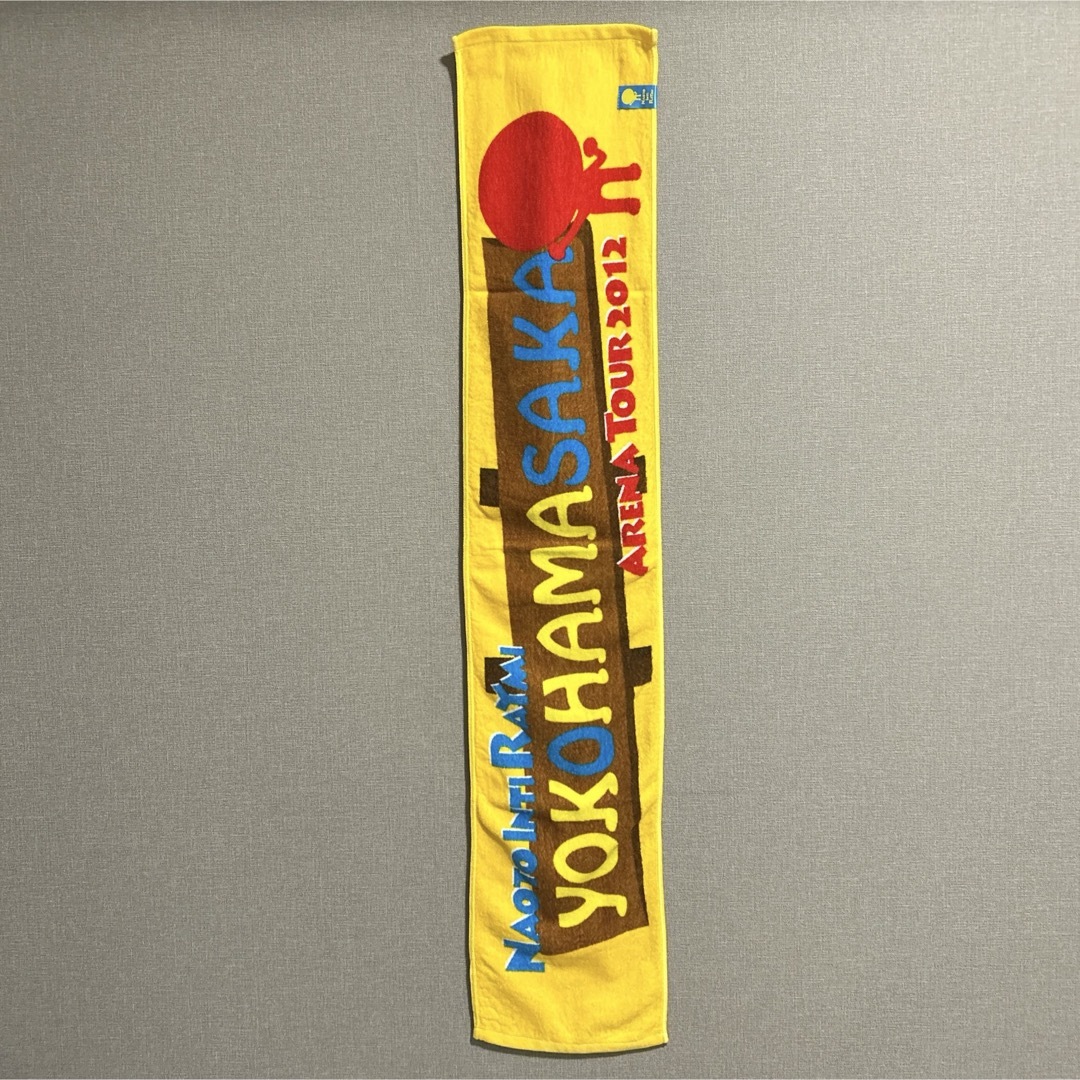 NAOTO INTI RAYMI
YOKOHAMASAKA
ARENA TOUR 2012